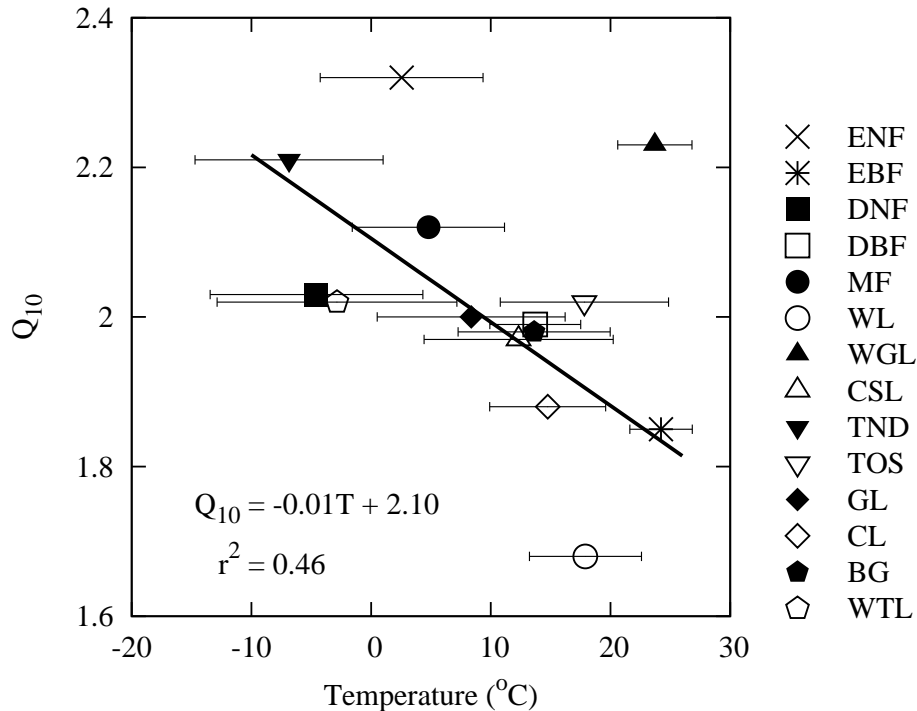 2.4
2.2
2
1.8
1.6
Q10
-20 -10 0 10 20 30
Temperature (°C)
Q10 = -0.01T + 2.10
r² = 0.46
ENF
EBF
DNF
DBF
MF
WL
WGL
CSL
TND
TOS
GL
CL
BG
WTL